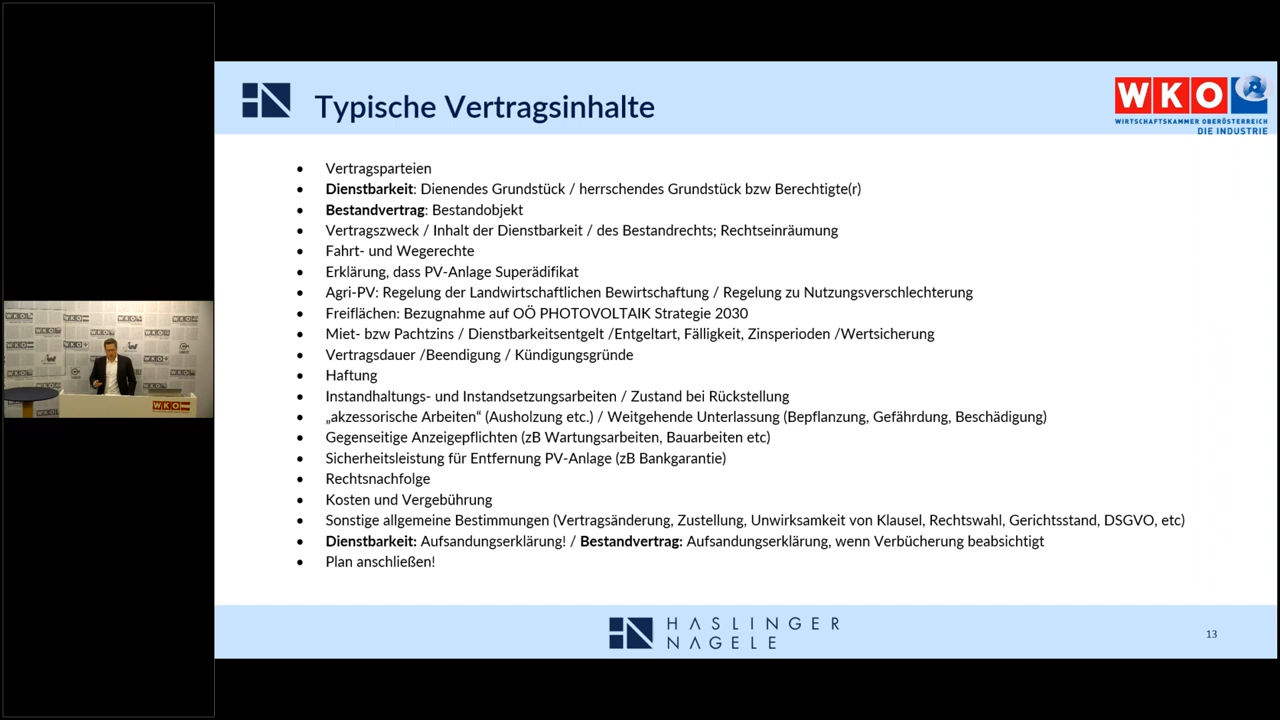 Typische Vertragsinhalte
WKO
WIRTSCHAFTSKAMMER OBERÖSTERREICH
DIE INDUSTRIE
• Vertragsparteien
• Dienstbarkeit: Dienendes Grundstück / herrschendes Grundstück bzw Berechtigte(r)
• Bestandvertrag: Bestandobjekt
• Vertragszweck / Inhalt der Dienstbarkeit / des Bestandrechts; Rechtseinräumung
• Fahrt- und Wegerechte
• Erklärung, dass PV-Anlage Superädifikat
• Agri-PV: Regelung der Landwirtschaftlichen Bewirtschaftung / Regelung zu Nutzungsverschlechterung
• Freiflächen: Bezugnahme auf OÖ PHOTOVOLTAIK Strategie 2030
• Miet- bzw Pachtzins / Dienstbarkeitsentgelt /Entgeltart, Fälligkeit, Zinsperioden /Wertsicherung
• Vertragsdauer /Beendigung / Kündigungsgründe
• Haftung
• Instandhaltungs- und Instandsetzungsarbeiten / Zustand bei Rückstellung
• „akzessorische Arbeiten“ (Ausholzung etc.) / Weitgehende Unterlassung (Bepflanzung, Gefährdung, Beschädigung)
• Gegenseitige Anzeigepflichten (zB Wartungsarbeiten, Bauarbeiten etc)
• Sicherheitsleistung für Entfernung PV-Anlage (zB Bankgarantie)
• Rechtsnachfolge
• Kosten und Vergebührung
• Sonstige allgemeine Bestimmungen (Vertragsänderung, Zustellung, Unwirksamkeit von Klausel, Rechtswahl, Gerichtsstand, DSGVO, etc)
• Dienstbarkeit: Aufsandungserklärung! / Bestandvertrag: Aufsandungserklärung, wenn Verbücherung beabsichtigt
• Plan anschließen!
HASLINGER
NAGELE
13
WKO